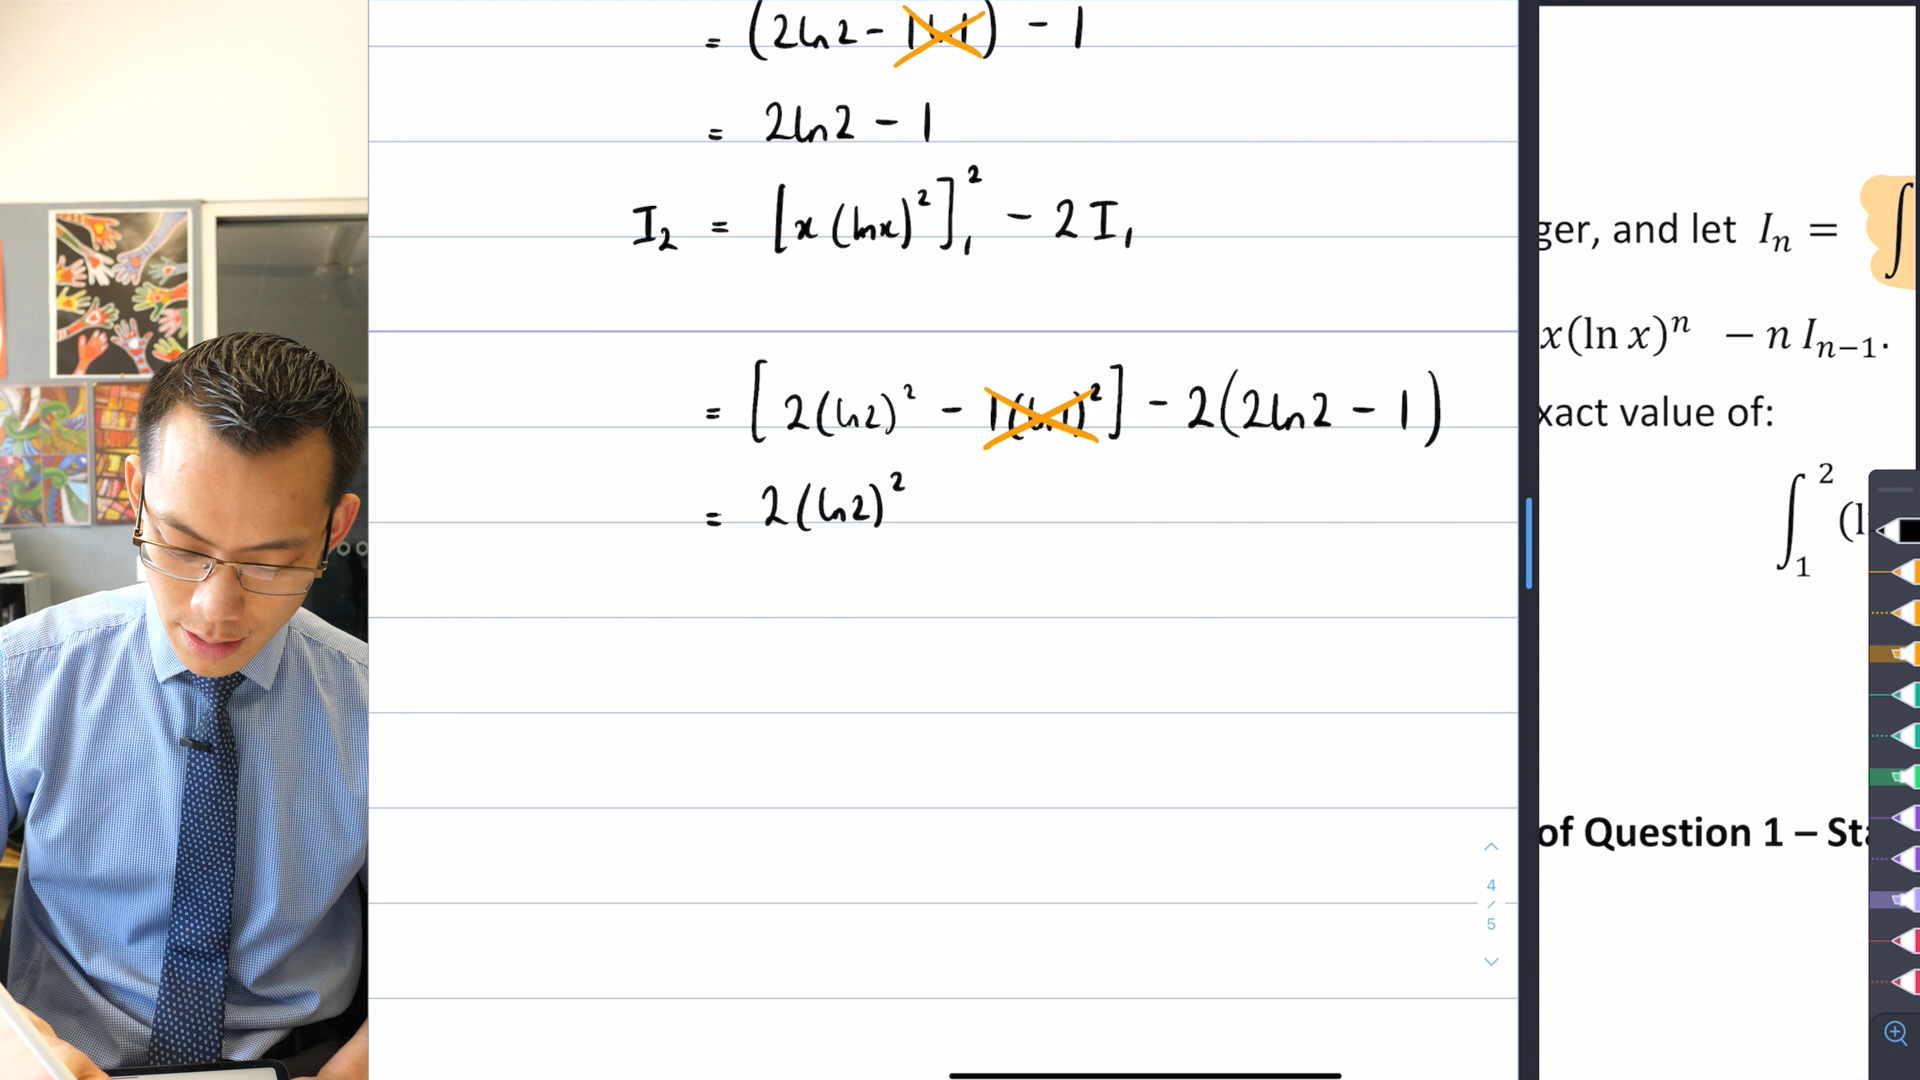 = (2ln2 - 1ln1) - 1
= 2ln2 - 1
I₂ = [x(lnx)²]₁² - 2I₁
= [2(ln2)² - 1(ln1)²] - 2(2ln2 - 1)
= 2(ln2)²
ger, and let Iₙ = ∫
x(ln x)ⁿ − n Iₙ₋₁.
xact value of:
∫₁² (l
of Question 1 – Sta
4
/
5